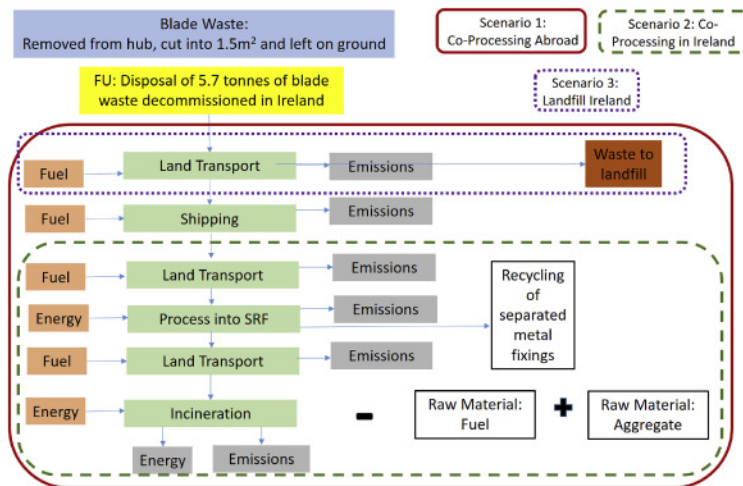 Blade Waste:
Removed from hub, cut into 1.5m² and left on ground
Scenario 1:
Co-Processing Abroad
Scenario 2: Co-
Processing in Ireland
FU: Disposal of 5.7 tonnes of blade
waste decommissioned in Ireland
Scenario 3:
Landfill Ireland
Fuel
Land Transport
Emissions
Waste to
landfill
Fuel
Shipping
Emissions
Fuel
Land Transport
Emissions
Recycling
of
separated
metal
fixings
Energy
Process into SRF
Emissions
Fuel
Land Transport
Emissions
Energy
Incineration
-
Raw Material:
Fuel
+
Raw Material:
Aggregate
Energy
Emissions